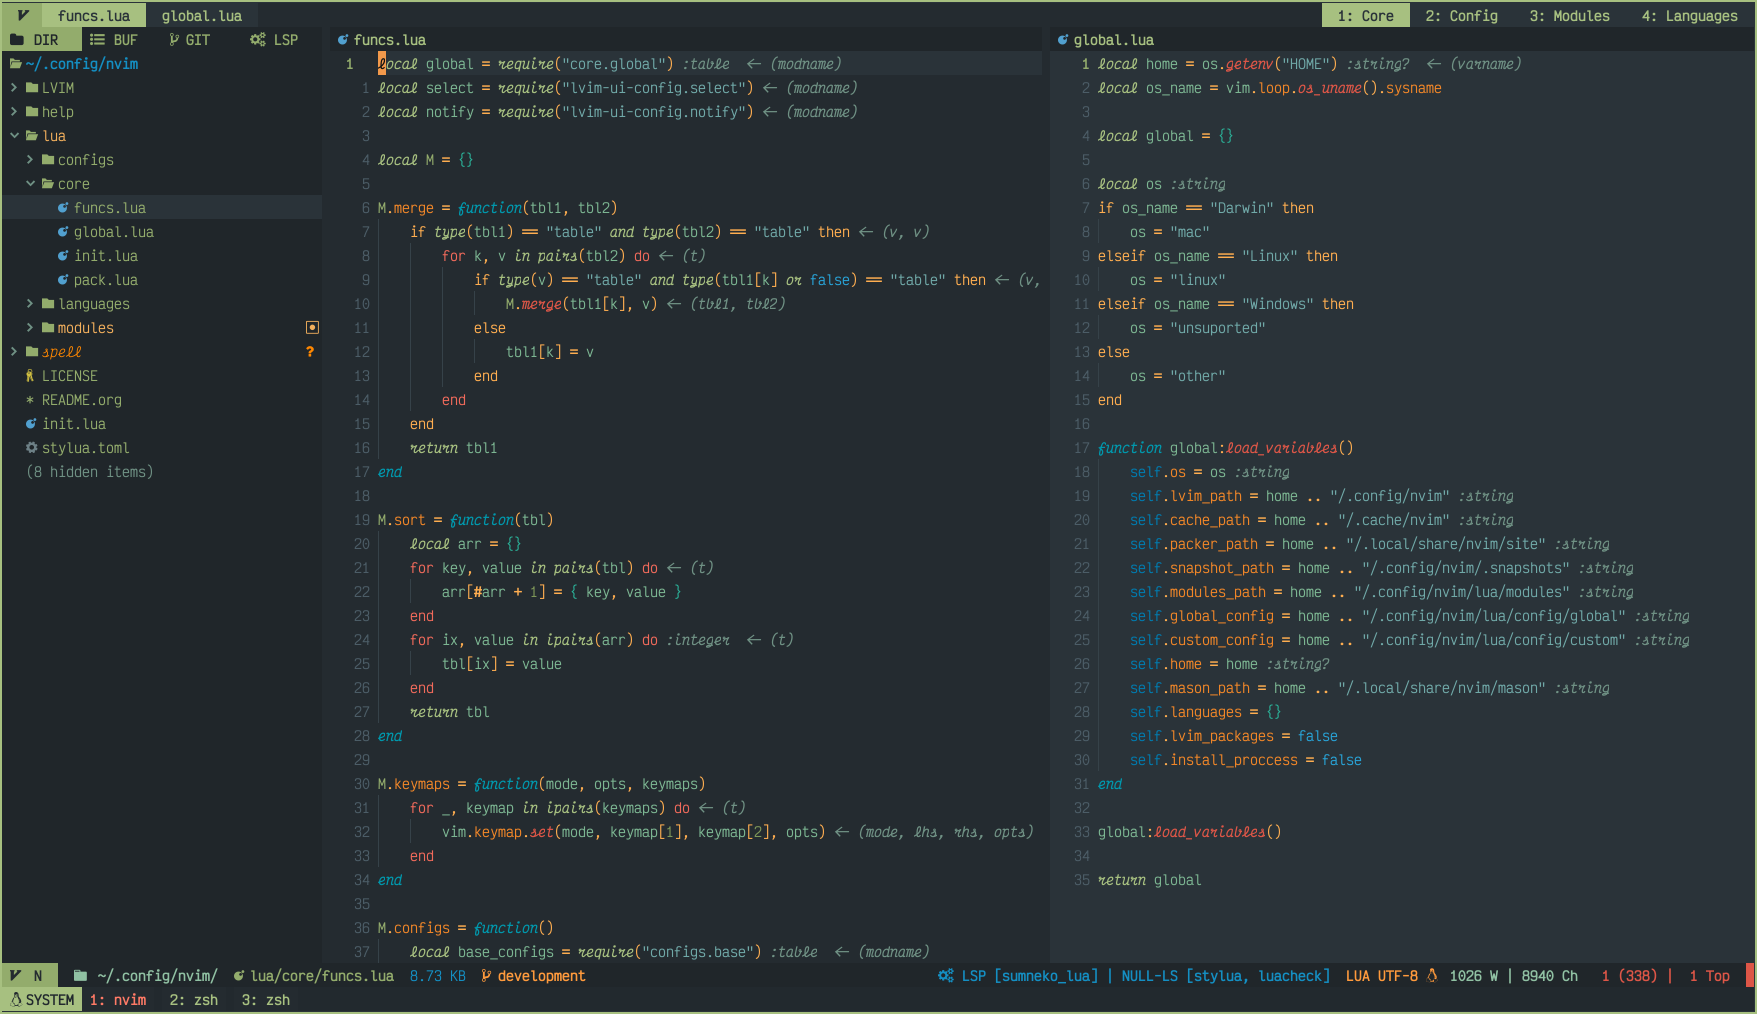 funcs.lua global.lua 1: Core 2: Config 3: Modules 4: Languages
DIR BUF GIT LSP
~/.config/nvim
LVIM
help
lua
configs
core
funcs.lua
global.lua
init.lua
pack.lua
languages
modules
spell ?
LICENSE
* README.org
init.lua
stylua.toml
(8 hidden items)
funcs.lua
1 local global = require("core.global") :table <- (modname)
1 local select = require("lvim-ui-config.select") <- (modname)
2 local notify = require("lvim-ui-config.notify") <- (modname)
3
4 local M = {}
5
6 M.merge = function(tbl1, tbl2)
7 if type(tbl1) == "table" and type(tbl2) == "table" then <- (v, v)
8 for k, v in pairs(tbl2) do <- (t)
9 if type(v) == "table" and type(tbl1[k] or false) == "table" then <- (v,
10 M.merge(tbl1[k], v) <- (tbl1, tbl2)
11 else
12 tbl1[k] = v
13 end
14 end
15 end
16 return tbl1
17 end
18
19 M.sort = function(tbl)
20 local arr = {}
21 for key, value in pairs(tbl) do <- (t)
22 arr[#arr + 1] = { key, value }
23 end
24 for ix, value in ipairs(arr) do :integer <- (t)
25 tbl[ix] = value
26 end
27 return tbl
28 end
29
30 M.keymaps = function(mode, opts, keymaps)
31 for _, keymap in ipairs(keymaps) do <- (t)
32 vim.keymap.set(mode, keymap[1], keymap[2], opts) <- (mode, lhs, rhs, opts)
33 end
34 end
35
36 M.configs = function()
37 local base_configs = require("configs.base") :table <- (modname)
global.lua
1 local home = os.getenv("HOME") :string? <- (varname)
2 local os_name = vim.loop.os_uname().sysname
3
4 local global = {}
5
6 local os :string
7 if os_name == "Darwin" then
8 os = "mac"
9 elseif os_name == "Linux" then
10 os = "linux"
11 elseif os_name == "Windows" then
12 os = "unsuported"
13 else
14 os = "other"
15 end
16
17 function global:load_variables()
18 self.os = os :string
19 self.lvim_path = home .. "/.config/nvim" :string
20 self.cache_path = home .. "/.cache/nvim" :string
21 self.packer_path = home .. "/.local/share/nvim/site" :string
22 self.snapshot_path = home .. "/.config/nvim/.snapshots" :string
23 self.modules_path = home .. "/.config/nvim/lua/modules" :string
24 self.global_config = home .. "/.config/nvim/lua/config/global" :string
25 self.custom_config = home .. "/.config/nvim/lua/config/custom" :string
26 self.home = home :string?
27 self.mason_path = home .. "/.local/share/nvim/mason" :string
28 self.languages = {}
29 self.lvim_packages = false
30 self.install_proccess = false
31 end
32
33 global:load_variables()
34
35 return global
N ~/.config/nvim/ lua/core/funcs.lua 8.73 KB development LSP [sumneko_lua] | NULL-LS [stylua, luacheck] LUA UTF-8 1026 W | 8940 Ch 1 (338) | 1 Top
SYSTEM 1: nvim 2: zsh 3: zsh